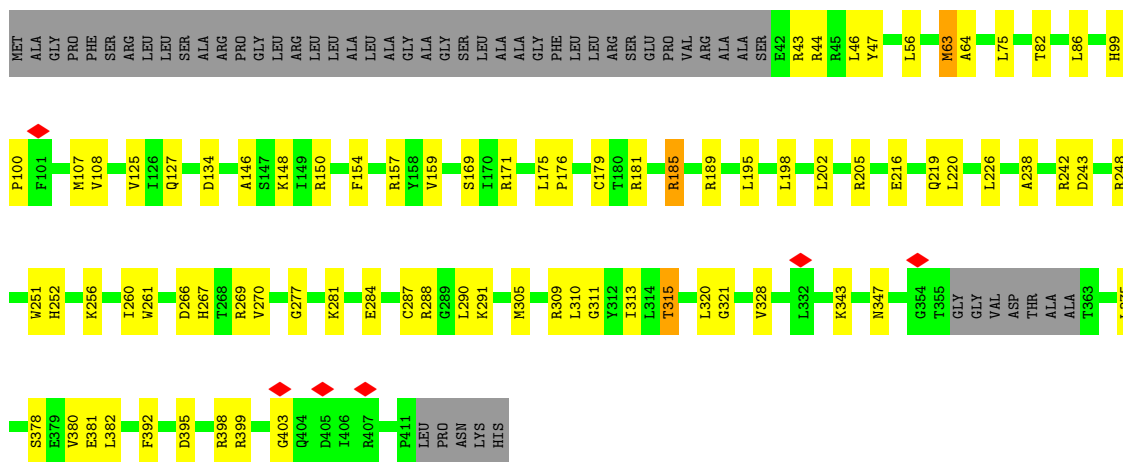 MET ALA GLY PRO PHE SER ARG LEU LEU SER ALA ARG PRO GLY LEU ARG LEU LEU ALA LEU ALA GLY ALA GLY SER LEU ALA ALA GLY PHE LEU LEU ARG SER GLU PRO VAL ARG ALA ALA SER E42 R43 R44 R45 L46 Y47 L56 M63 A64 L75 T82 L86 H99
P100 F101 M107 V108 V125 I126 Q127 D134 A146 S147 K148 I149 R150 F154 R157 Y158 V159 S169 I170 R171 L175 P176 C179 T180 R181 R185 R189 L195 L198 L202 R205 E216 Q219 L220 L226 A238 R242 D243 R248
W251 H252 K256 I260 W261 D266 H267 T268 R269 V270 G277 K281 E284 C287 R288 G289 L290 K291 M305 R309 L310 G311 Y312 I313 L314 T315 L320 G321 V328 L332 K343 N347 G354 T355 GLY GLY VAL ASP THR ALA ALA T363
S378 E379 V380 E381 L382 F392 D395 R398 R399 G403 Q404 D405 I406 R407 P411 LEU PRO ASN LYS HIS